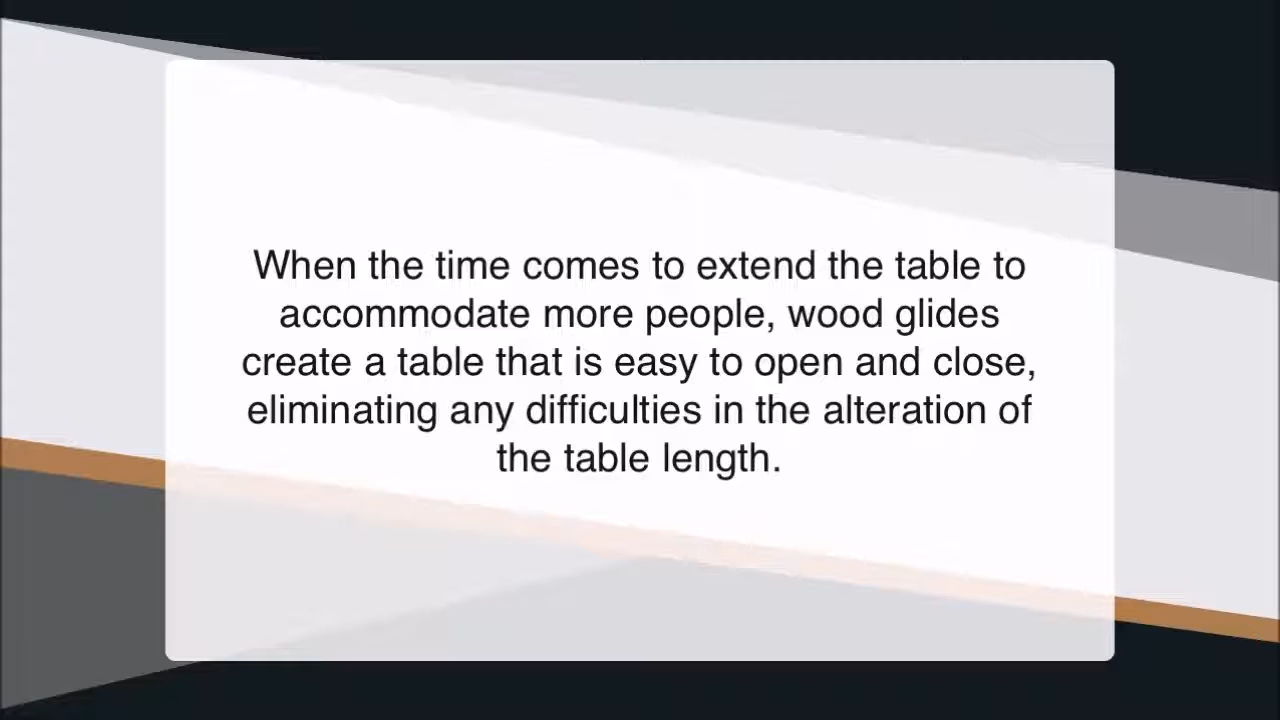 When the time comes to extend the table to
accommodate more people, wood glides
create a table that is easy to open and close,
eliminating any difficulties in the alteration of
the table length.